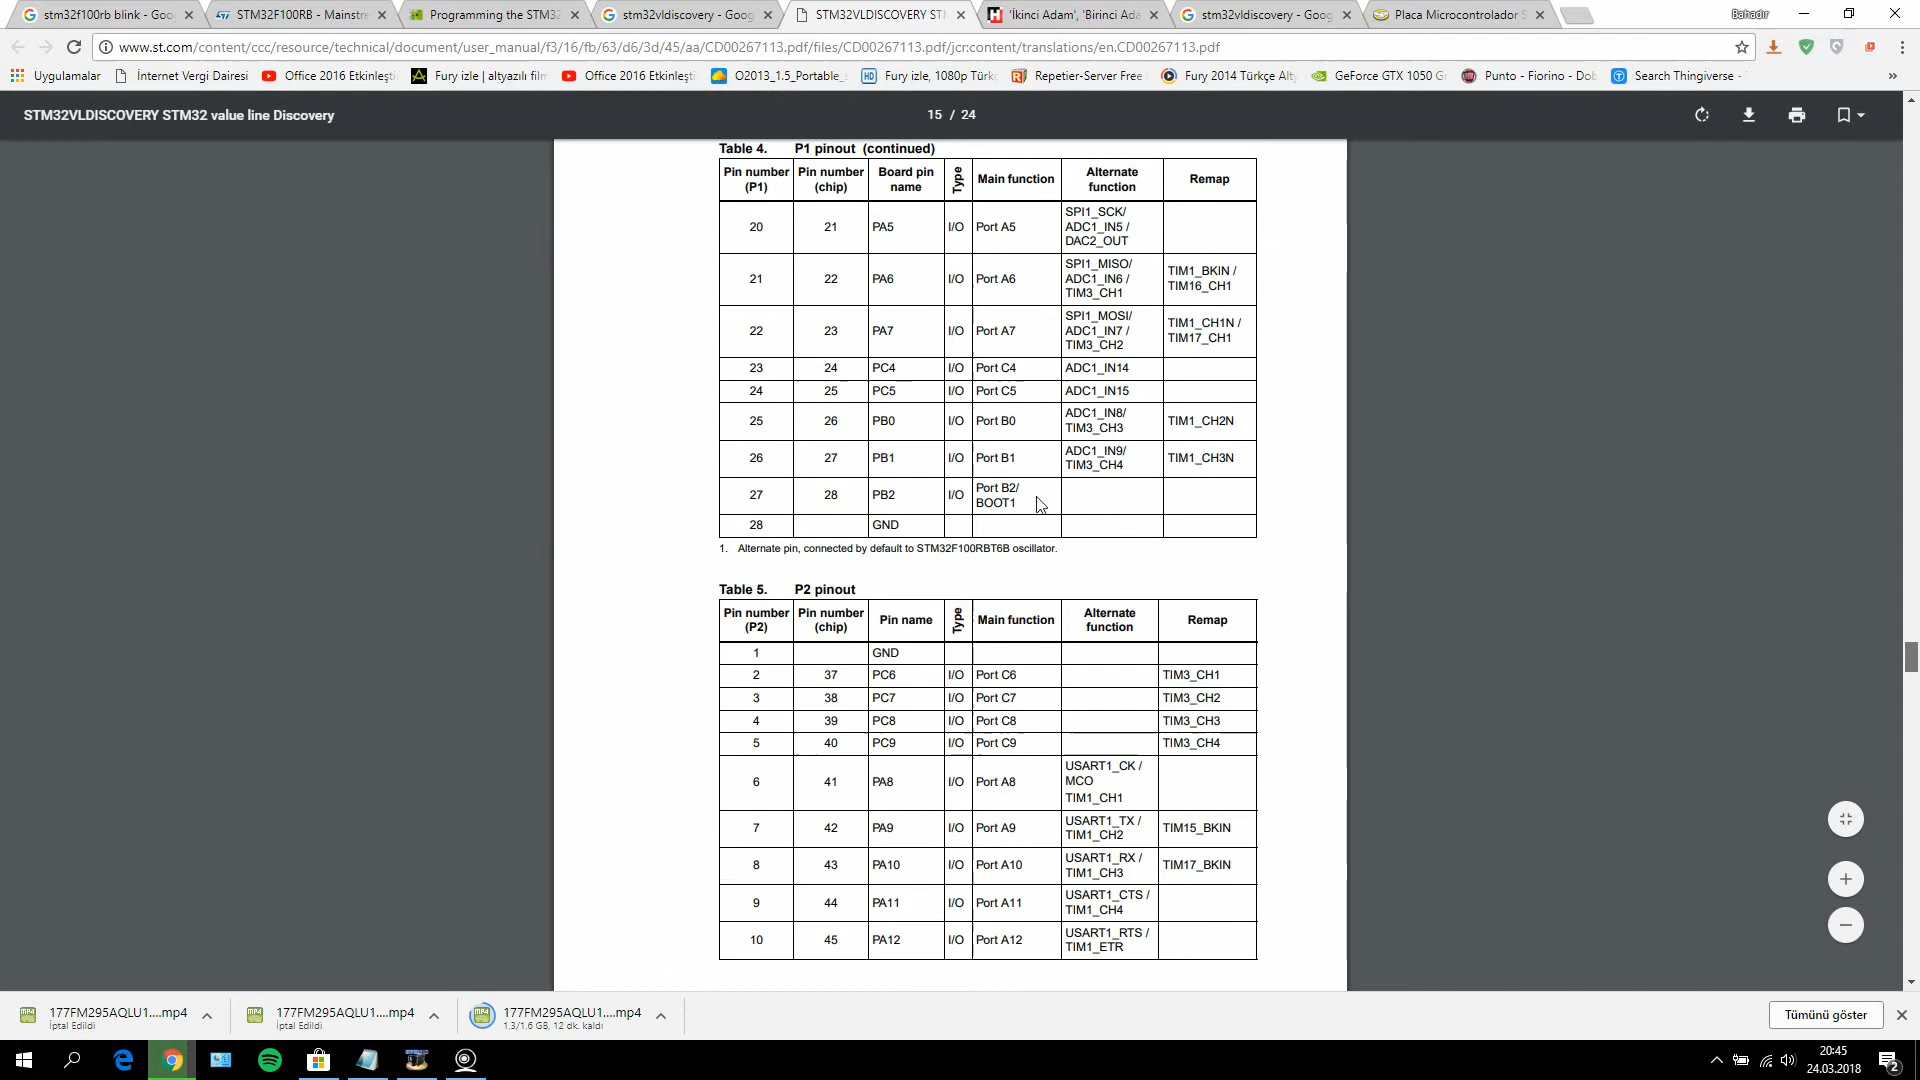 stm32f100rb blink - Goo
STM32F100RB - Mainstre
Programming the STM32
stm32vldiscovery - Goog
STM32VLDISCOVERY STM
'İkinci Adam', 'Birinci Ada
stm32vldiscovery - Goog
Placa Microcontrolador S
Bahadır
www.st.com/content/ccc/resource/technical/document/user_manual/f3/16/fb/63/d6/3d/45/aa/CD00267113.pdf/files/CD00267113.pdf/jcr:content/translations/en.CD00267113.pdf
Uygulamalar
İnternet Vergi Dairesi
Office 2016 Etkinleşti
Fury izle | altyazılı film
Office 2016 Etkinleşti
O2013_1.5_Portable_
Fury izle, 1080p Türk
Repetier-Server Free
Fury 2014 Türkçe Alty
GeForce GTX 1050 G
Punto - Fiorino - Dob
Search Thingiverse -
»
STM32VLDISCOVERY STM32 value line Discovery
15 / 24
Table 4. P1 pinout (continued)
Pin number (P1) Pin number (chip) Board pin name Type Main function Alternate function Remap
20 21 PA5 I/O Port A5 SPI1_SCK/ ADC1_IN5 / DAC2_OUT
21 22 PA6 I/O Port A6 SPI1_MISO/ ADC1_IN6 / TIM3_CH1 TIM1_BKIN / TIM16_CH1
22 23 PA7 I/O Port A7 SPI1_MOSI/ ADC1_IN7 / TIM3_CH2 TIM1_CH1N / TIM17_CH1
23 24 PC4 I/O Port C4 ADC1_IN14
24 25 PC5 I/O Port C5 ADC1_IN15
25 26 PB0 I/O Port B0 ADC1_IN8/ TIM3_CH3 TIM1_CH2N
26 27 PB1 I/O Port B1 ADC1_IN9/ TIM3_CH4 TIM1_CH3N
27 28 PB2 I/O Port B2/ BOOT1
28 GND
1. Alternate pin, connected by default to STM32F100RBT6B oscillator.
Table 5. P2 pinout
Pin number (P2) Pin number (chip) Pin name Type Main function Alternate function Remap
1 GND
2 37 PC6 I/O Port C6 TIM3_CH1
3 38 PC7 I/O Port C7 TIM3_CH2
4 39 PC8 I/O Port C8 TIM3_CH3
5 40 PC9 I/O Port C9 TIM3_CH4
6 41 PA8 I/O Port A8 USART1_CK / MCO TIM1_CH1
7 42 PA9 I/O Port A9 USART1_TX / TIM1_CH2 TIM15_BKIN
8 43 PA10 I/O Port A10 USART1_RX / TIM1_CH3 TIM17_BKIN
9 44 PA11 I/O Port A11 USART1_CTS / TIM1_CH4
10 45 PA12 I/O Port A12 USART1_RTS / TIM1_ETR
177FM295AQLU1....mp4
İptal Edildi
177FM295AQLU1....mp4
İptal Edildi
177FM295AQLU1....mp4
1,3/1,6 GB, 12 dk. kaldı
Tümünü göster
20:45
24.03.2018
2